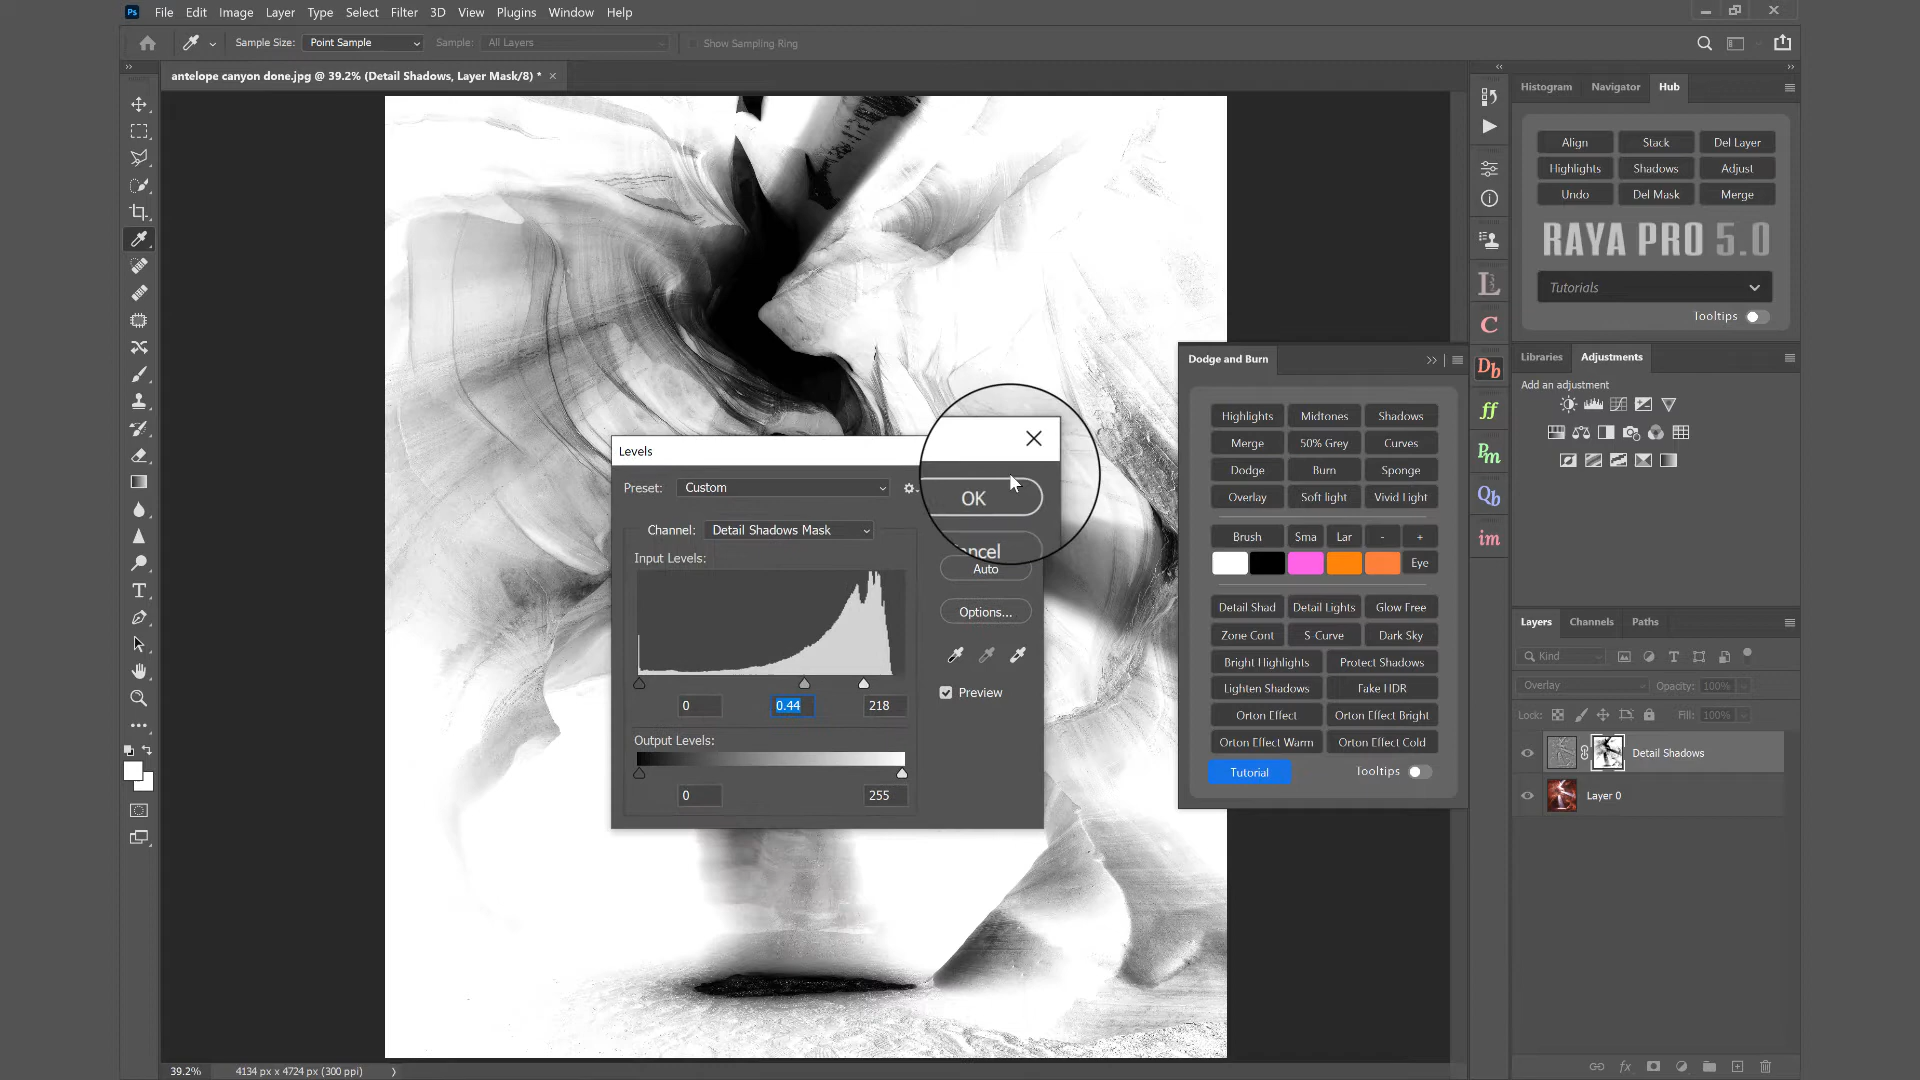 Ps File Edit Image Layer Type Select Filter 3D View Plugins Window Help
Sample Size: Point Sample Sample: All Layers Show Sampling Ring
antelope canyon done.jpg @ 39.2% (Detail Shadows, Layer Mask/8) *
Histogram Navigator Hub
Align Stack Del Layer
Highlights Shadows Adjust
Undo Del Mask Merge
RAYA PRO 5.0
Tutorials
Tooltips
Libraries Adjustments
Add an adjustment
L
C
Db
ff
Pm
Qb
im
Dodge and Burn
Highlights Midtones Shadows
Merge 50% Grey Curves
Dodge Burn Sponge
Overlay Soft light Vivid Light
Brush Sma Lar - +
Eye
Detail Shad Detail Lights Glow Free
Zone Cont S-Curve Dark Sky
Bright Highlights Protect Shadows
Lighten Shadows Fake HDR
Orton Effect Orton Effect Bright
Orton Effect Warm Orton Effect Cold
Tutorial Tooltips
Levels
Preset: Custom
OK
ancel
Channel: Detail Shadows Mask
Input Levels:
Auto
Options...
Preview
0 0.44 218
Output Levels:
0 255
Layers Channels Paths
Kind
Overlay Opacity: 100%
Lock: Fill: 100%
Detail Shadows
Layer 0
fx
39.2% 4134 px x 4724 px (300 ppi)